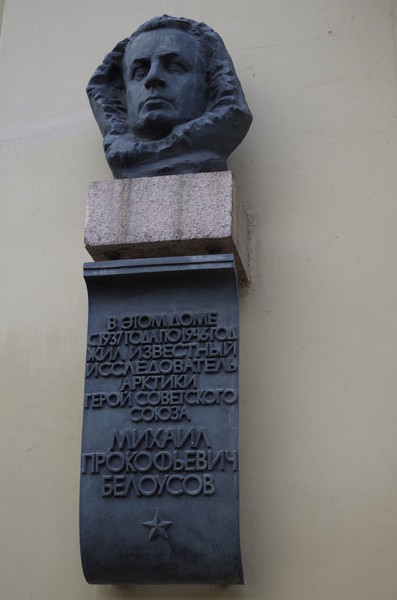 В ЭТОМ ДОМЕ
С 1937 ГОДА ПО 1946 ГОД
ЖИЛ ИЗВЕСТНЫЙ
ИССЛЕДОВАТЕЛЬ
АРКТИКИ
ГЕРОЙ СОВЕТСКОГО
СОЮЗА
МИХАИЛ
ПРОКОФЬЕВИЧ
БЕЛОУСОВ